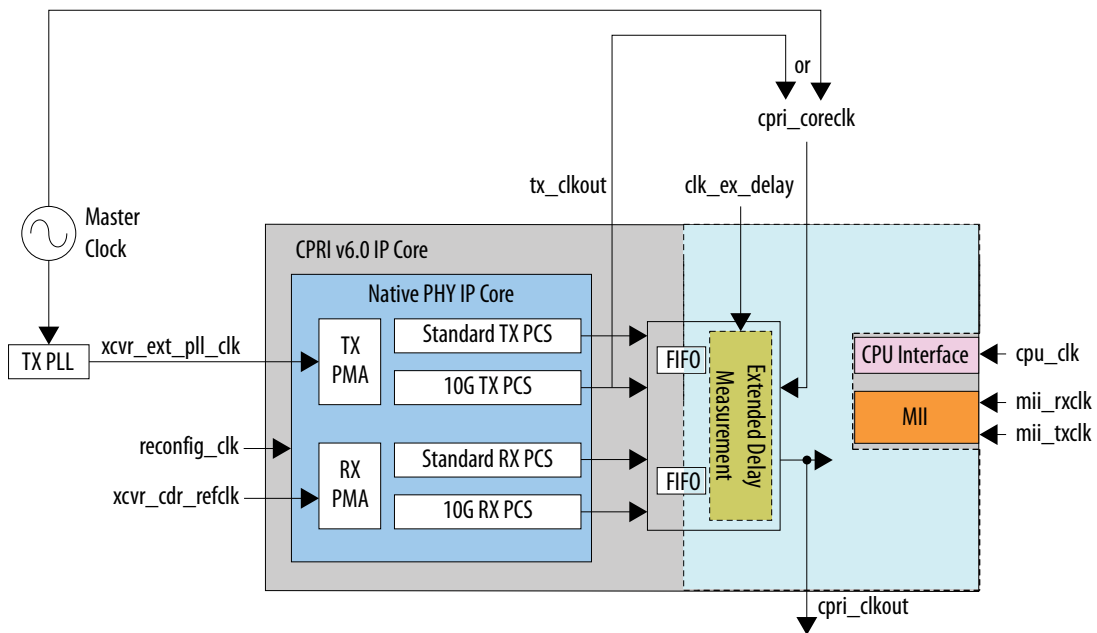 or
cpri_coreclk
tx_clkout
clk_ex_delay
Master
Clock
CPRI v6.0 IP Core
Native PHY IP Core
Standard TX PCS
TX
PMA
10G TX PCS
TX PLL
xcvr_ext_pll_clk
FIFO
Extended Delay
Measurement
CPU Interface
cpu_clk
MII
mii_rxclk
mii_txclk
reconfig_clk
xcvr_cdr_refclk
RX
PMA
Standard RX PCS
10G RX PCS
FIFO
cpri_clkout